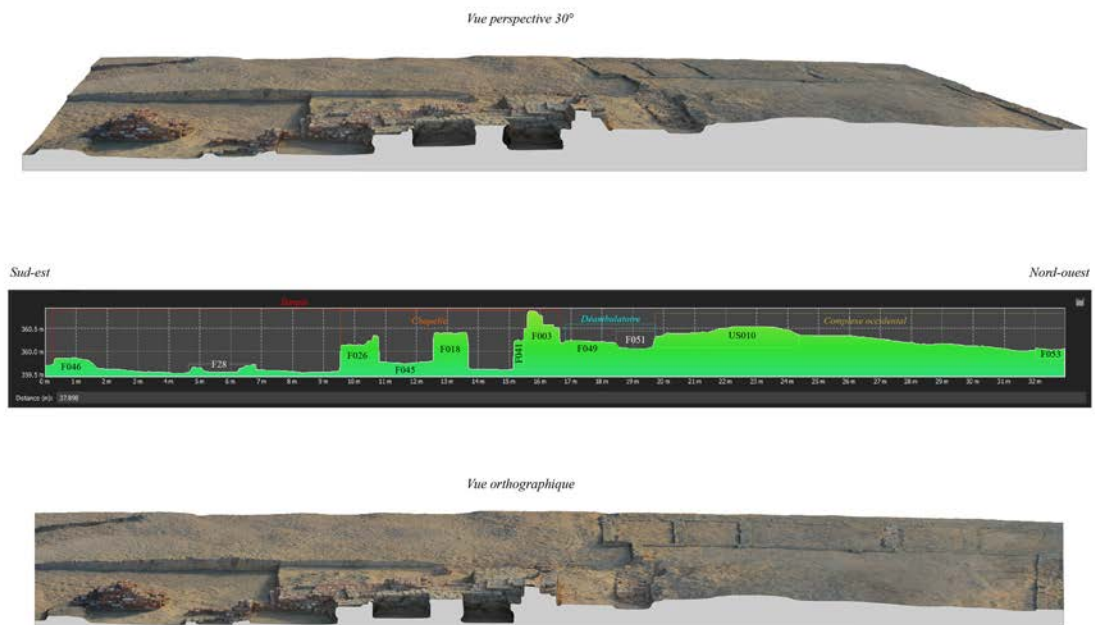 Vue perspective 30°
Sud-est
Nord-ouest
Temple
Chapelle
Déambulatoire
Complexe occidental
360.5 m
360.0 m
359.5 m
F046
F28
F026
F045
F018
F041
F003
F049
F051
US010
F053
0 m 1 m 2 m 3 m 4 m 5 m 6 m 7 m 8 m 9 m 10 m 11 m 12 m 13 m 14 m 15 m 16 m 17 m 18 m 19 m 20 m 21 m 22 m 23 m 24 m 25 m 26 m 27 m 28 m 29 m 30 m 31 m 32 m
Distance (m): 37.898
Vue orthographique